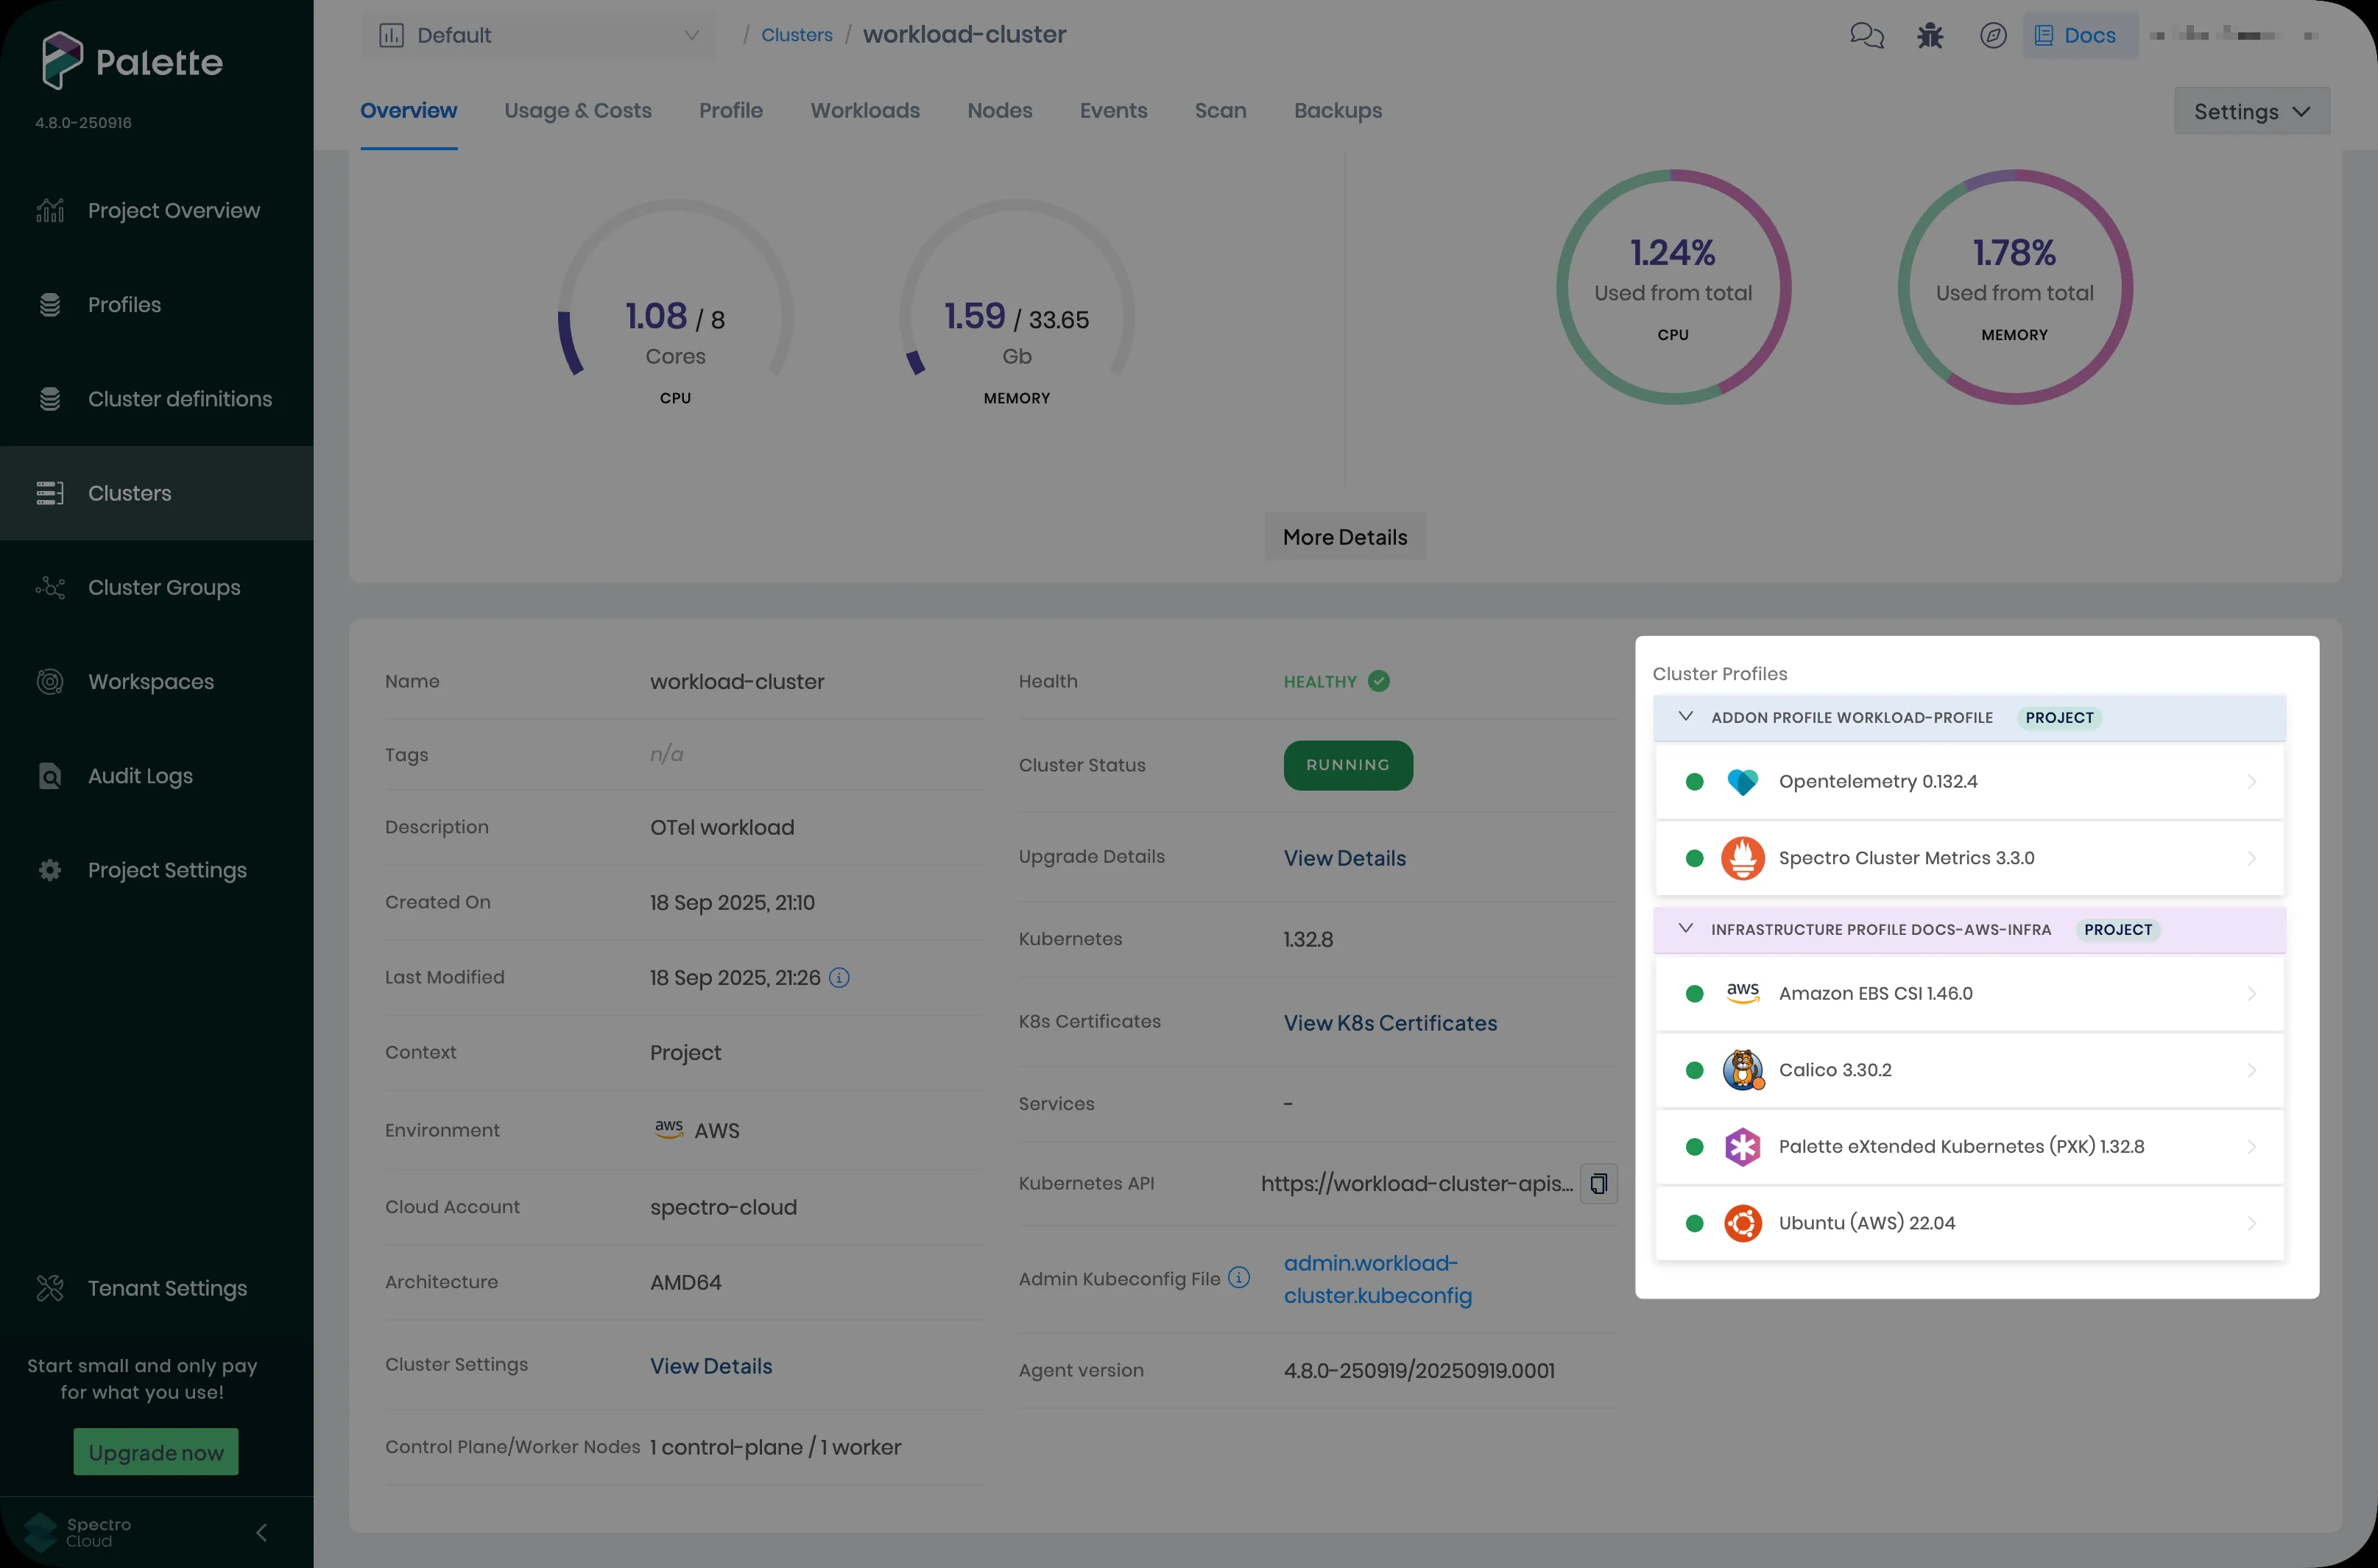 Palette
4.8.0-250916
Project Overview
Profiles
Cluster definitions
Clusters
Cluster Groups
Workspaces
Audit Logs
Project Settings
Tenant Settings
Start small and only pay
for what you use!
Upgrade now
Spectro
Cloud
Default
/ Clusters / workload-cluster
Docs
Overview Usage & Costs Profile Workloads Nodes Events Scan Backups
Settings
1.08 / 8
Cores
CPU
1.59 / 33.65
Gb
MEMORY
1.24%
Used from total
CPU
1.78%
Used from total
MEMORY
More Details
Name workload-cluster
Tags n/a
Description OTel workload
Created On 18 Sep 2025, 21:10
Last Modified 18 Sep 2025, 21:26
Context Project
Environment aws AWS
Cloud Account spectro-cloud
Architecture AMD64
Cluster Settings View Details
Control Plane/Worker Nodes 1 control-plane / 1 worker
Health HEALTHY
Cluster Status RUNNING
Upgrade Details View Details
Kubernetes 1.32.8
K8s Certificates View K8s Certificates
Services -
Kubernetes API https://workload-cluster-apis...
Admin Kubeconfig File admin.workload-
cluster.kubeconfig
Agent version 4.8.0-250919/20250919.0001
Cluster Profiles
ADDON PROFILE WORKLOAD-PROFILE PROJECT
Opentelemetry 0.132.4
Spectro Cluster Metrics 3.3.0
INFRASTRUCTURE PROFILE DOCS-AWS-INFRA PROJECT
aws Amazon EBS CSI 1.46.0
Calico 3.30.2
Palette eXtended Kubernetes (PXK) 1.32.8
Ubuntu (AWS) 22.04